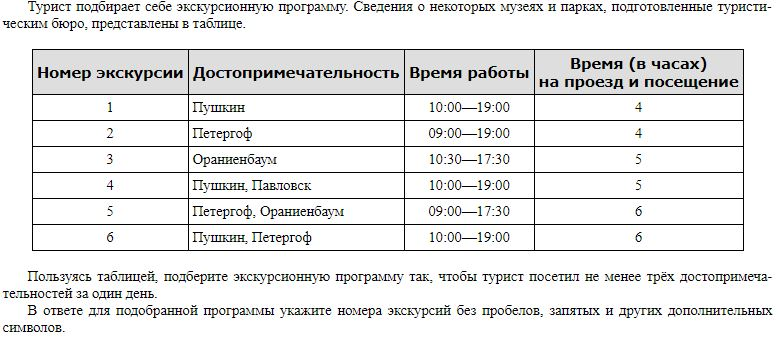 Турист подбирает себе экскурсионную программу. Сведения о некоторых музеях и парках, подготовленные туристи-
ческим бюро, представлены в таблице.
Номер экскурсии Достопримечательность Время работы Время (в часах) на проезд и посещение
1 Пушкин 10:00—19:00 4
2 Петергоф 09:00—19:00 4
3 Ораниенбаум 10:30—17:30 5
4 Пушкин, Павловск 10:00—19:00 5
5 Петергоф, Ораниенбаум 09:00—17:30 6
6 Пушкин, Петергоф 10:00—19:00 6
Пользуясь таблицей, подберите экскурсионную программу так, чтобы турист посетил не менее трёх достопримеча-
тельностей за один день.
В ответе для подобранной программы укажите номера экскурсий без пробелов, запятых и других дополнительных
символов.